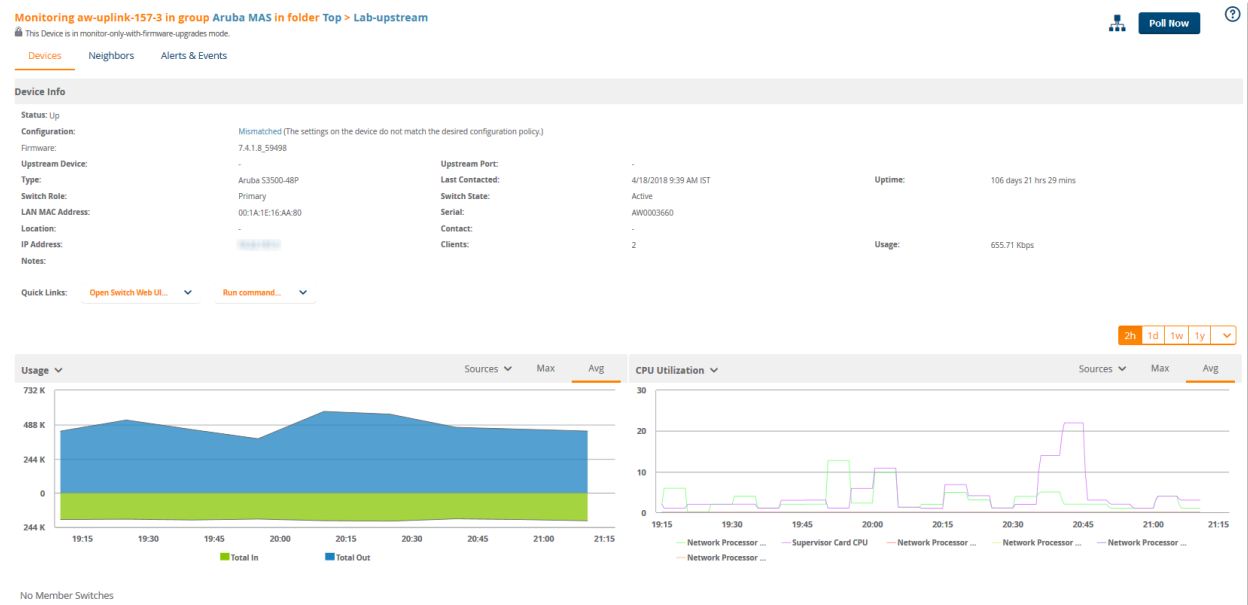 Monitoring aw-uplink-157-3 in group Aruba MAS in folder Top > Lab-upstream
This Device is in monitor-only-with-firmware-upgrades mode.
Poll Now
?
Devices Neighbors Alerts & Events
Device Info
Status: Up
Configuration: Mismatched (The settings on the device do not match the desired configuration policy.)
Firmware: 7.4.1.8_59498
Upstream Device: - Upstream Port: -
Type: Aruba S3500-48P Last Contacted: 4/18/2018 9:39 AM IST Uptime: 106 days 21 hrs 29 mins
Switch Role: Primary Switch State: Active
LAN MAC Address: 00:1A:1E:16:AA:80 Serial: AW0003660
Location: - Contact: -
IP Address: Clients: 2 Usage: 655.71 Kbps
Notes:
Quick Links: Open Switch Web UI... Run command...
2h 1d 1w 1y
Usage Sources Max Avg
732 K
488 K
244 K
0
244 K
19:15 19:30 19:45 20:00 20:15 20:30 20:45 21:00 21:15
Total In Total Out
CPU Utilization Sources Max Avg
30
20
10
0
19:15 19:30 19:45 20:00 20:15 20:30 20:45 21:00 21:15
Network Processor ... Supervisor Card CPU Network Processor ... Network Processor ... Network Processor ...
Network Processor ...
No Member Switches